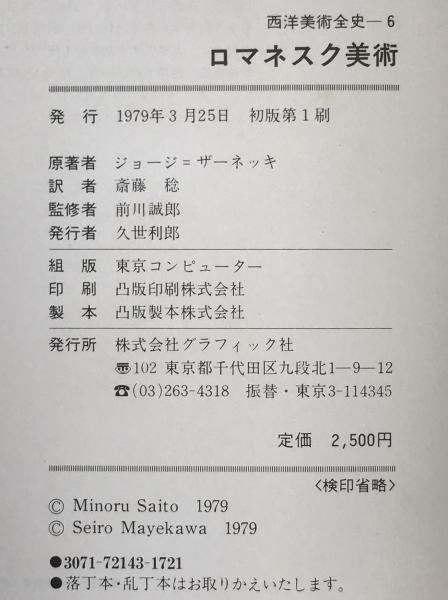 西洋美術全史—6
ロマネスク美術
発 行 1979年3月25日 初版第1刷
原著者 ジョージ=ザーネッキ
訳 者 斎藤 稔
監修者 前川誠郎
発行者 久世利郎
組 版 東京コンピューター
印 刷 凸版印刷株式会社
製 本 凸版製本株式会社
発行所 株式会社グラフィック社
〠102 東京都千代田区九段北1—9—12
☎(03)263-4318 振替・東京3-114345
定価 2,500円
〈検印省略〉
© Minoru Saito 1979
© Seiro Mayekawa 1979
●3071-72143-1721
●落丁本・乱丁本はお取りかえいたします。